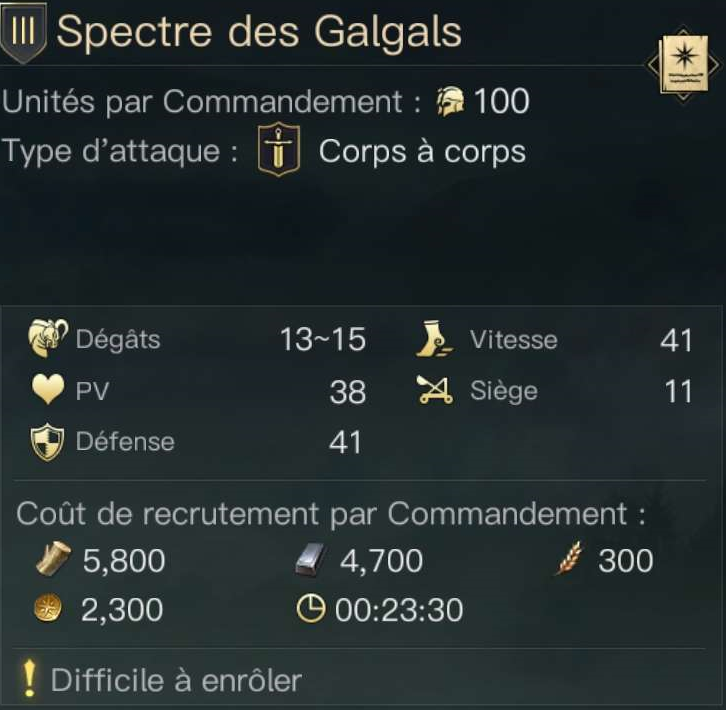 III Spectre des Galgals
Unités par Commandement : 100
Type d'attaque : Corps à corps
Dégâts 13~15 Vitesse 41
PV 38 Siège 11
Défense 41
Coût de recrutement par Commandement :
5,800 4,700 300
2,300 00:23:30
Difficile à enrôler